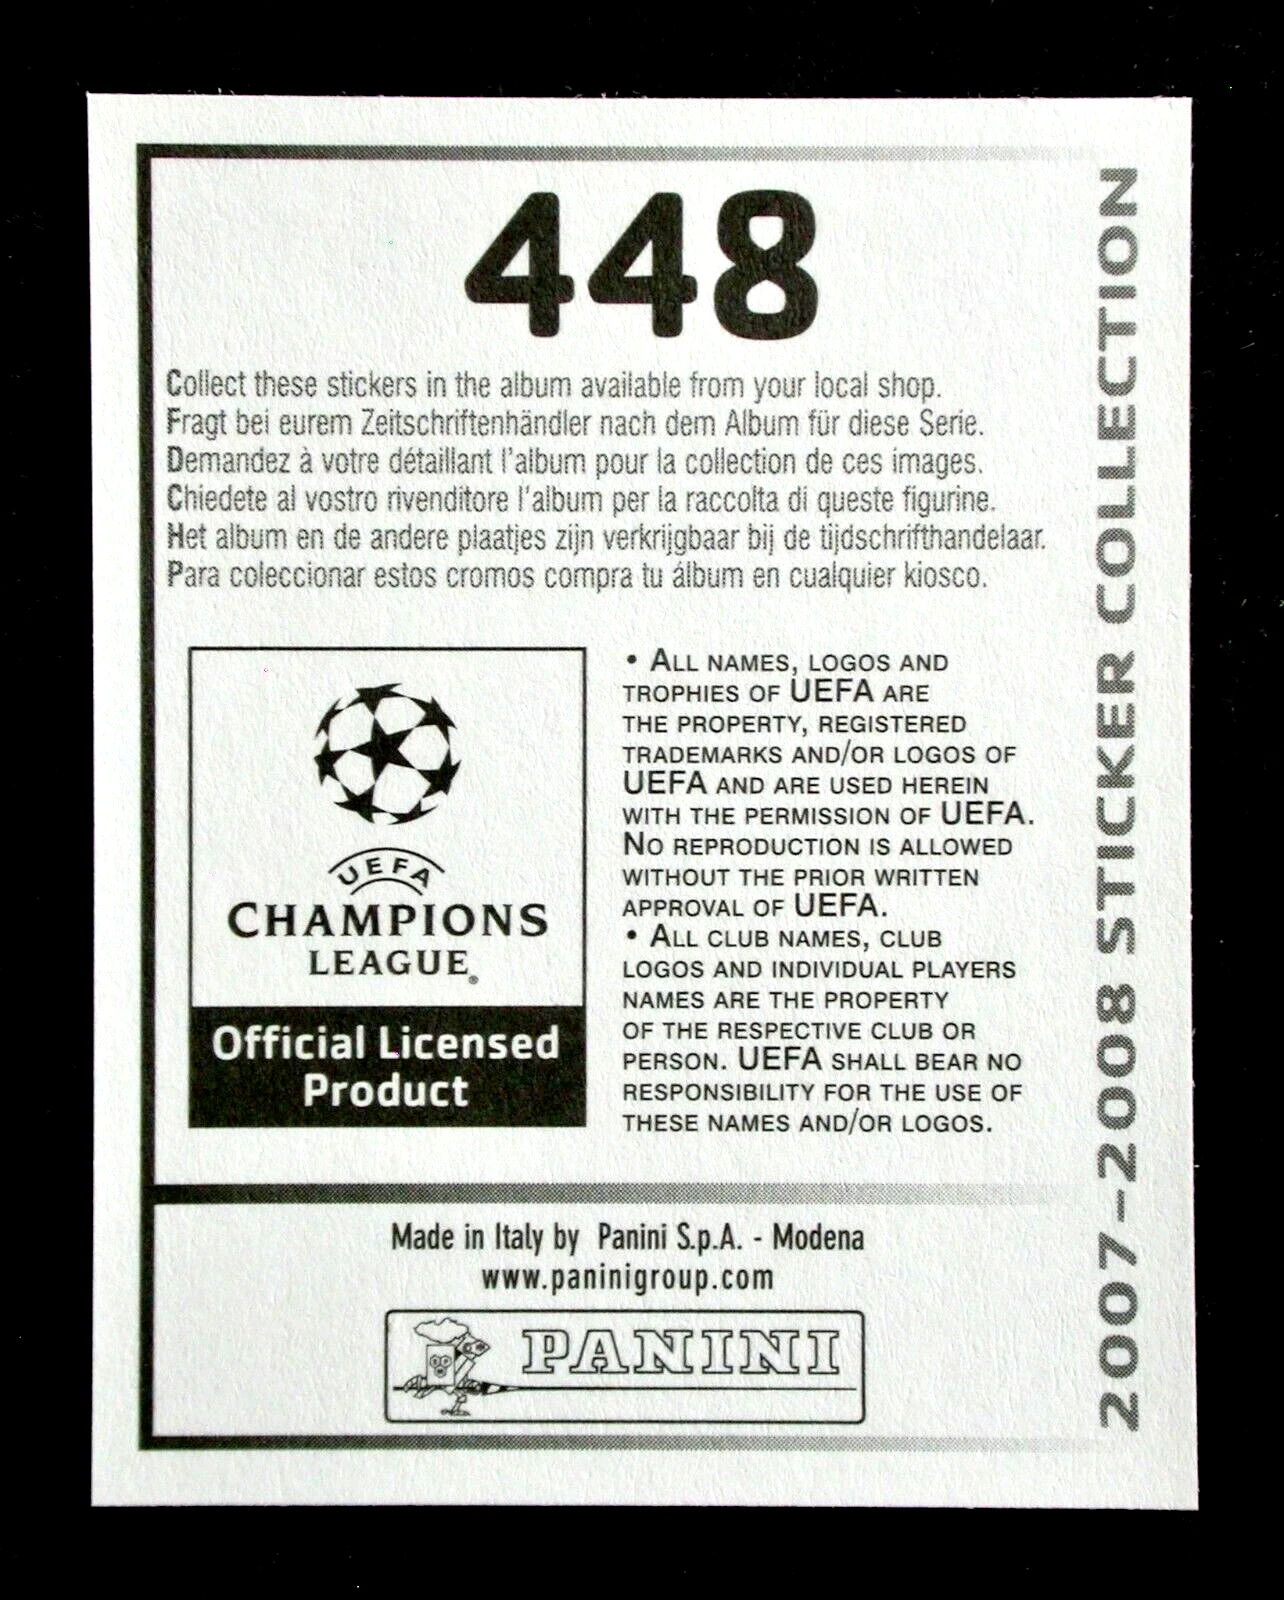 448
Collect these stickers in the album available from your local shop.
Fragt bei eurem Zeitschriftenhändler nach dem Album für diese Serie.
Demandez à votre détaillant l'album pour la collection de ces images.
Chiedete al vostro rivenditore l'album per la raccolta di queste figurine.
Het album en de andere plaatjes zijn verkrijgbaar bij de tijdschrifthandelaar.
Para coleccionar estos cromos compra tu álbum en cualquier kiosco.
UEFA
CHAMPIONS
LEAGUE®
Official Licensed
Product
• ALL NAMES, LOGOS AND
TROPHIES OF UEFA ARE
THE PROPERTY, REGISTERED
TRADEMARKS AND/OR LOGOS OF
UEFA AND ARE USED HEREIN
WITH THE PERMISSION OF UEFA.
NO REPRODUCTION IS ALLOWED
WITHOUT THE PRIOR WRITTEN
APPROVAL OF UEFA.
• ALL CLUB NAMES, CLUB
LOGOS AND INDIVIDUAL PLAYERS
NAMES ARE THE PROPERTY
OF THE RESPECTIVE CLUB OR
PERSON. UEFA SHALL BEAR NO
RESPONSIBILITY FOR THE USE OF
THESE NAMES AND/OR LOGOS.
Made in Italy by Panini S.p.A. - Modena
www.paninigroup.com
PANINI
2007-2008 STICKER COLLECTION